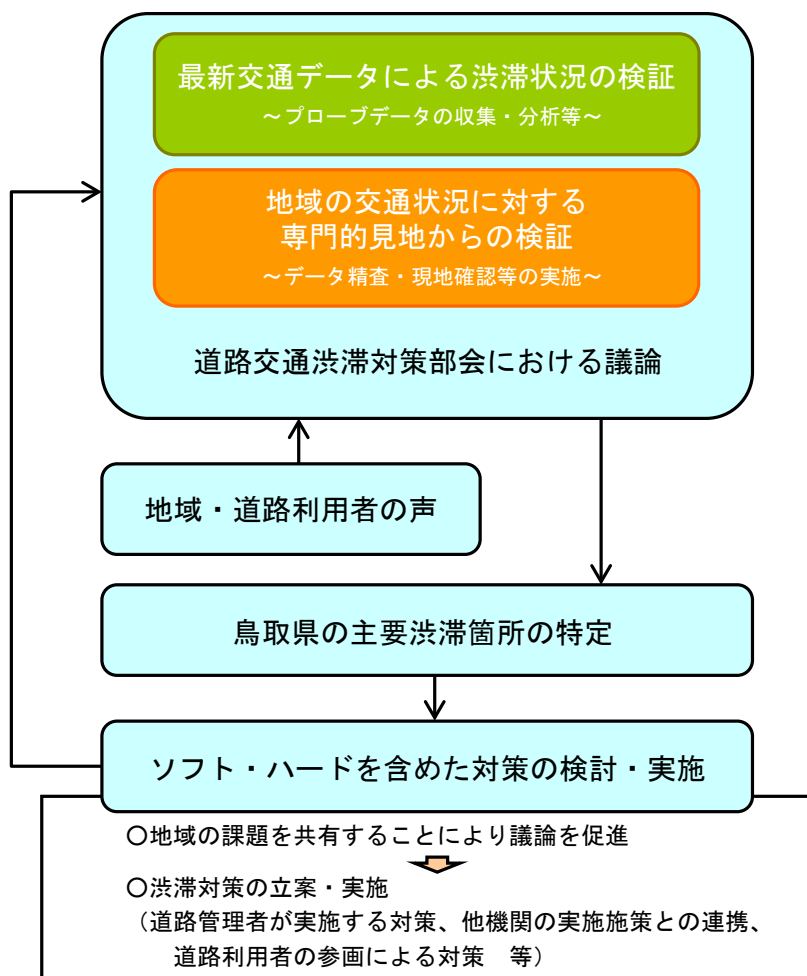 最新交通データによる渋滞状況の検証
～プローブデータの収集・分析等～
地域の交通状況に対する
専門的見地からの検証
～データ精査・現地確認等の実施～
道路交通渋滞対策部会における議論
地域・道路利用者の声
鳥取県の主要渋滞箇所の特定
ソフト・ハードを含めた対策の検討・実施
〇地域の課題を共有することにより議論を促進
〇渋滞対策の立案・実施
（道路管理者が実施する対策、他機関の実施施策との連携、
道路利用者の参画による対策　等）